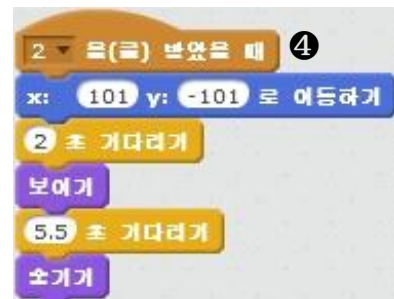 2 을(를) 받았을 때 ❹
x: 101 y: -101 로 이동하기
2 초 기다리기
보이기
5.5 초 기다리기
숨기기